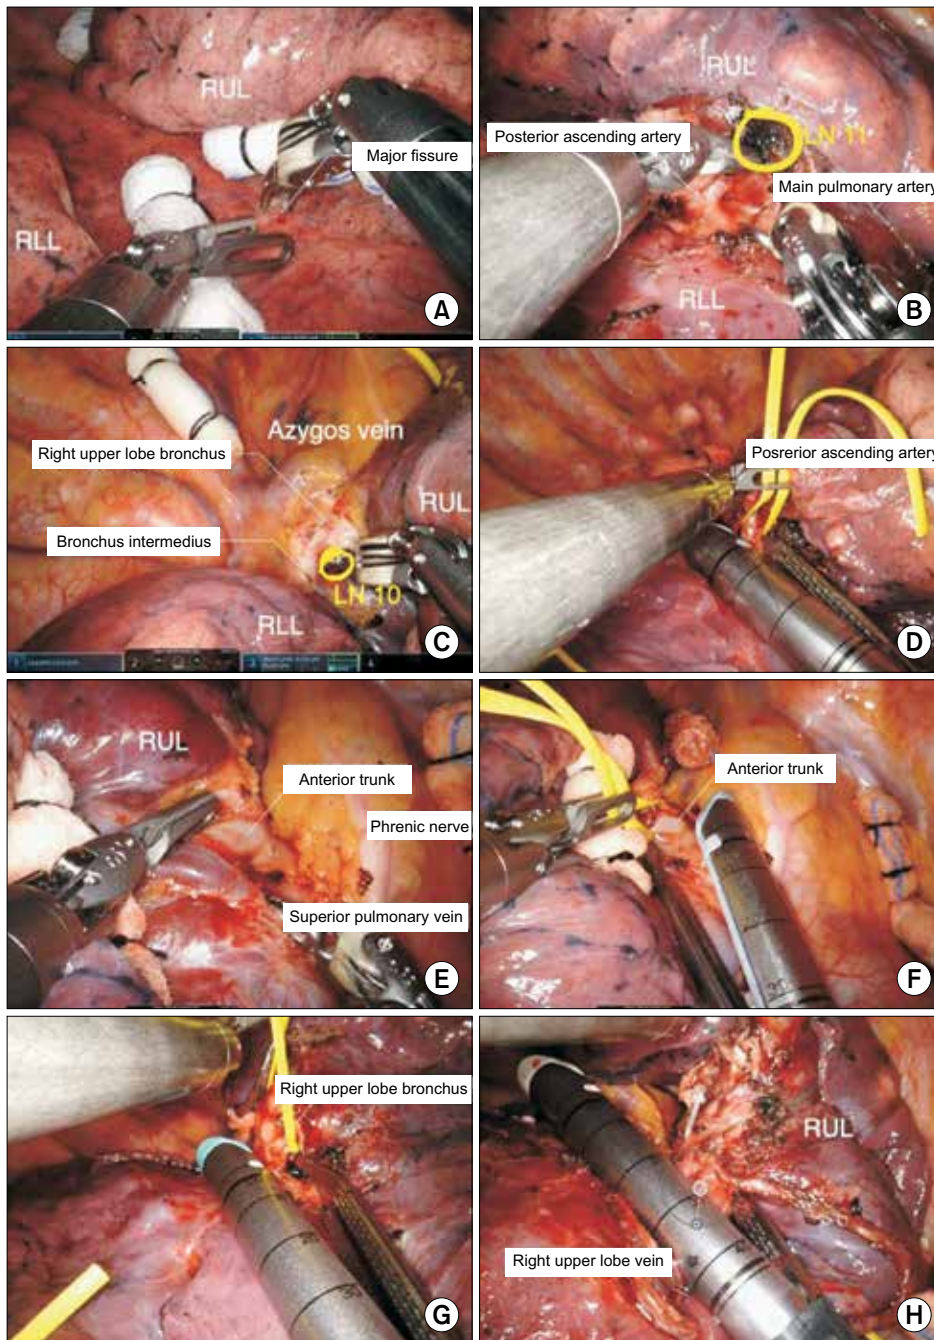 RUL
Major fissure
RLL
A
RUL
LN 11
Posterior ascending artery
Main pulmonary artery
RLL
B
Azygos vein
Right upper lobe bronchus
RUL
Bronchus intermedius
LN 10
RLL
C
Posrerior ascending artery
D
RUL
Anterior trunk
Phrenic nerve
Superior pulmonary vein
E
Anterior trunk
30
F
Right upper lobe bronchus
G
RUL
Right upper lobe vein
H